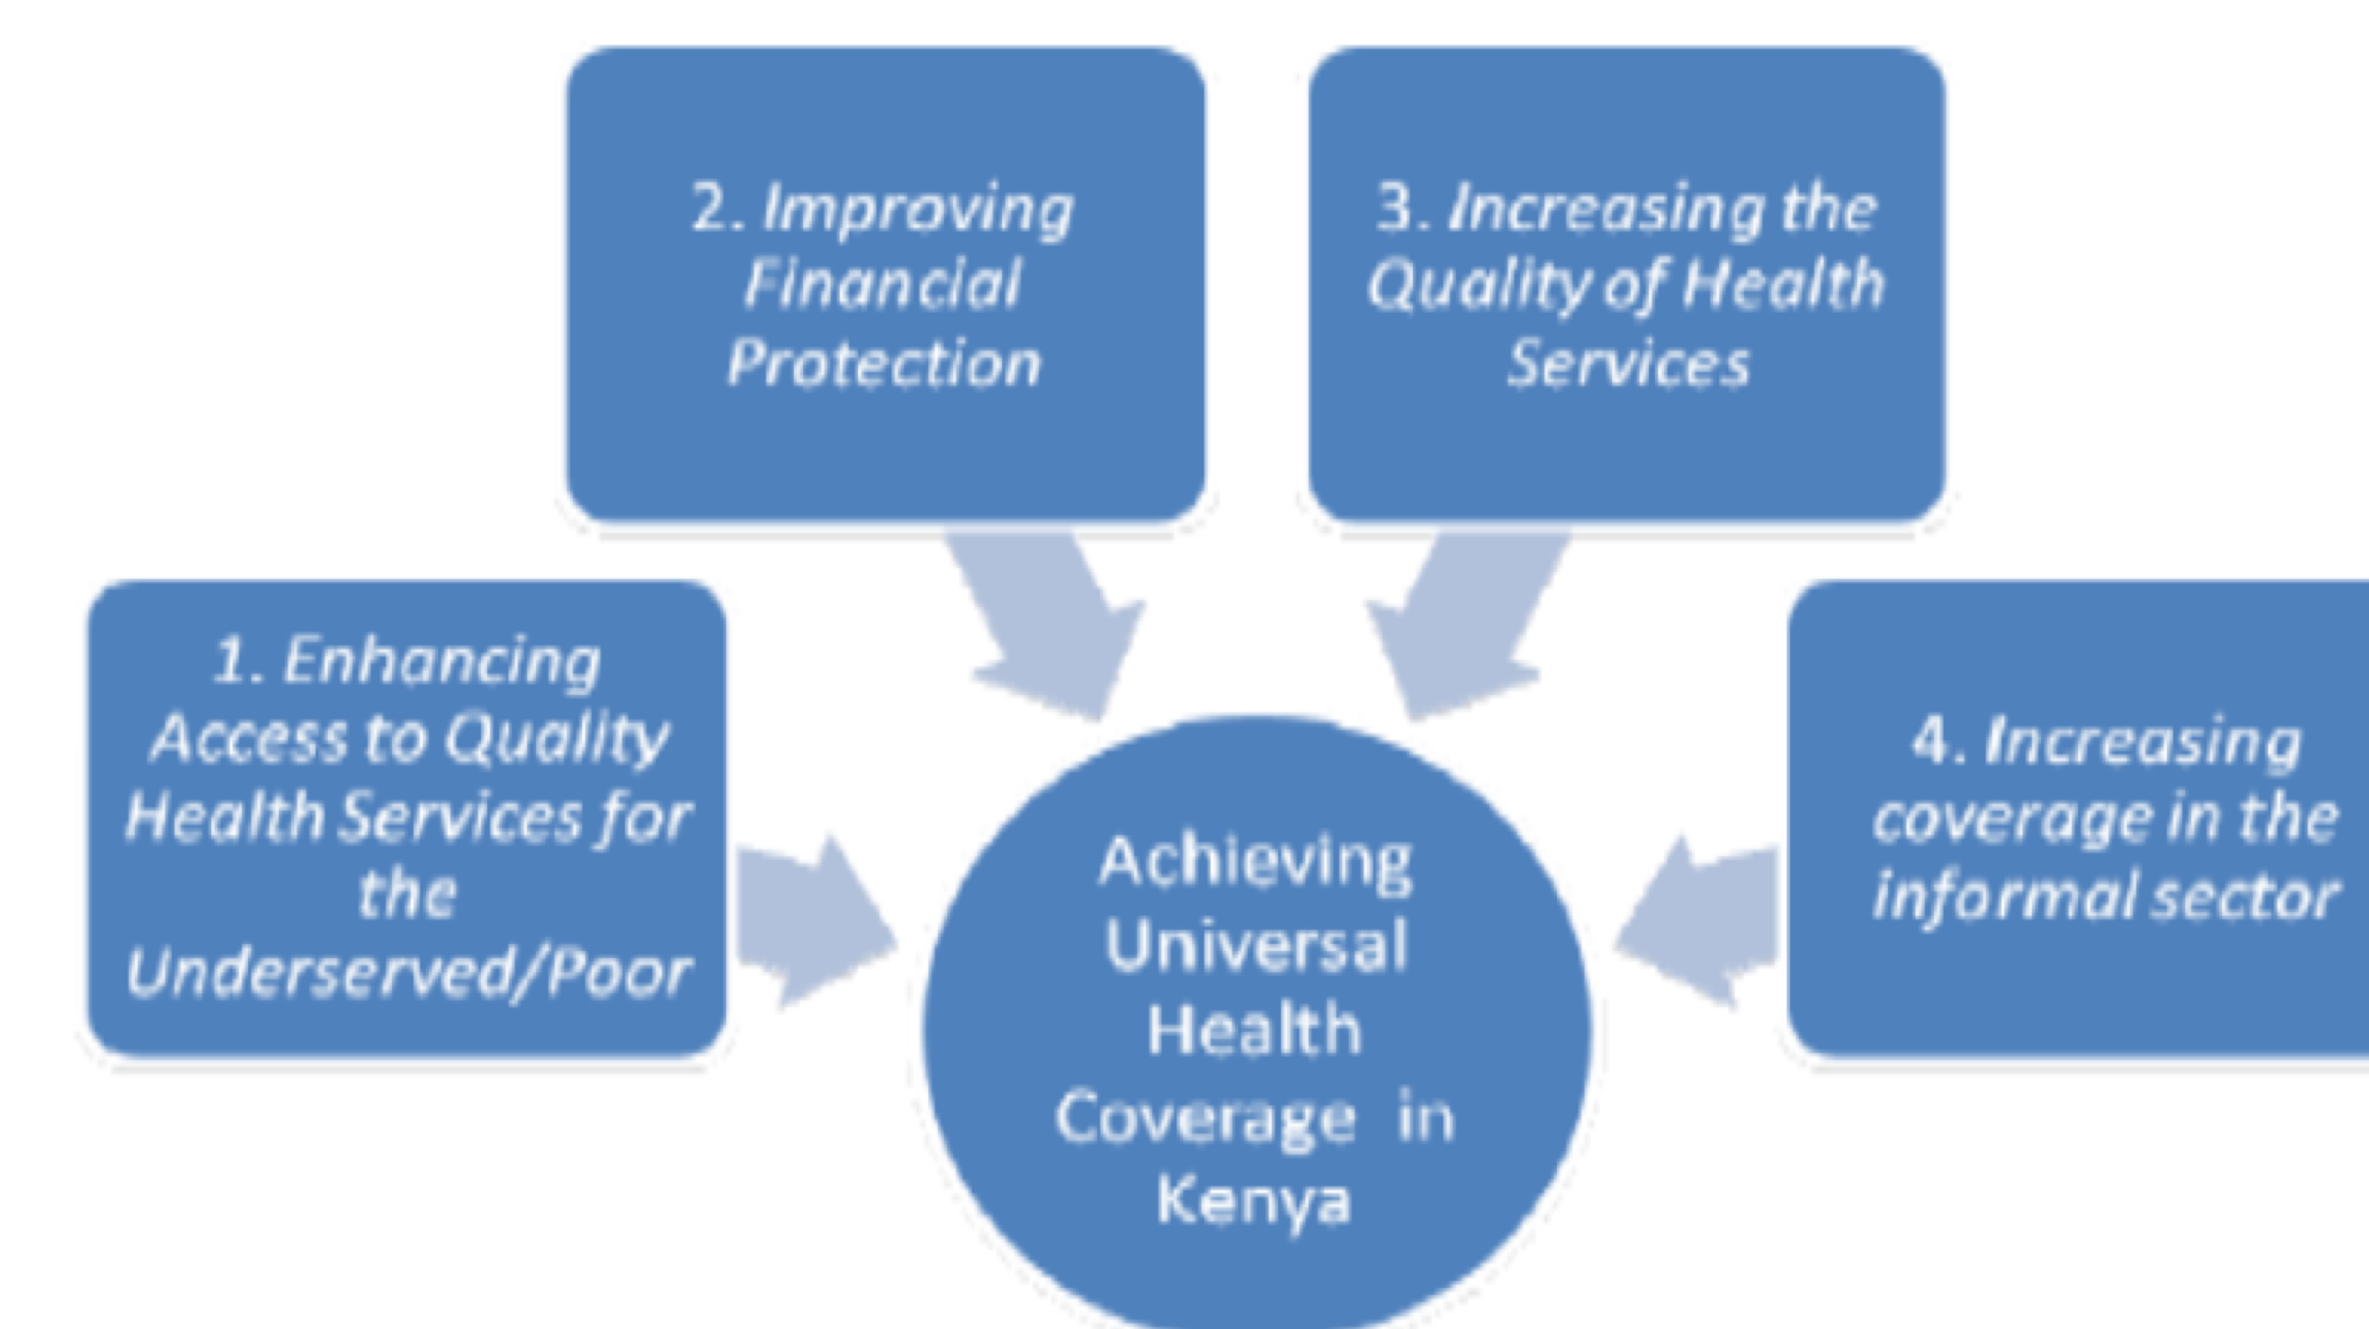 2. Improving
Financial
Protection
3. Increasing the
Quality of Health
Services
1. Enhancing
Access to Quality
Health Services for
the
Underserved/Poor
4. Increasing
coverage in the
informal sector
Achieving
Universal
Health
Coverage in
Kenya